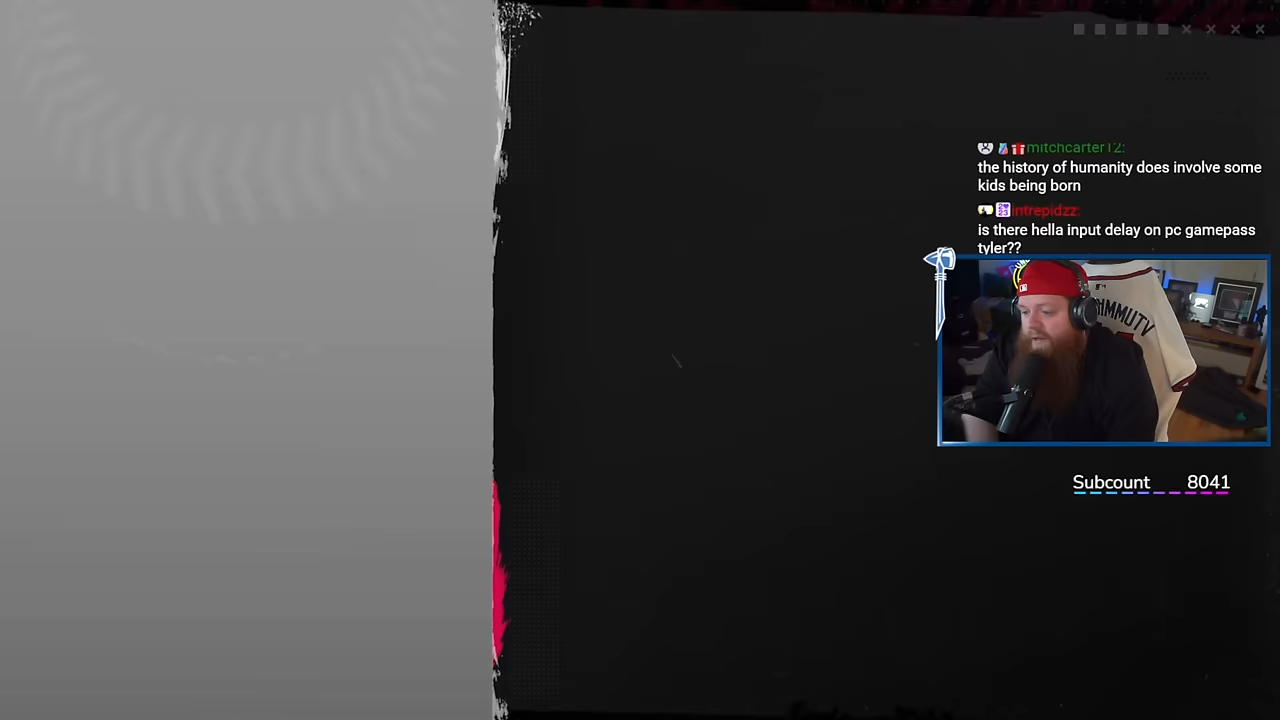 mitchcarter12:
the history of humanity does involve some
kids being born
intrepidzz:
is there hella input delay on pc gamepass
tyler??
Subcount 8041